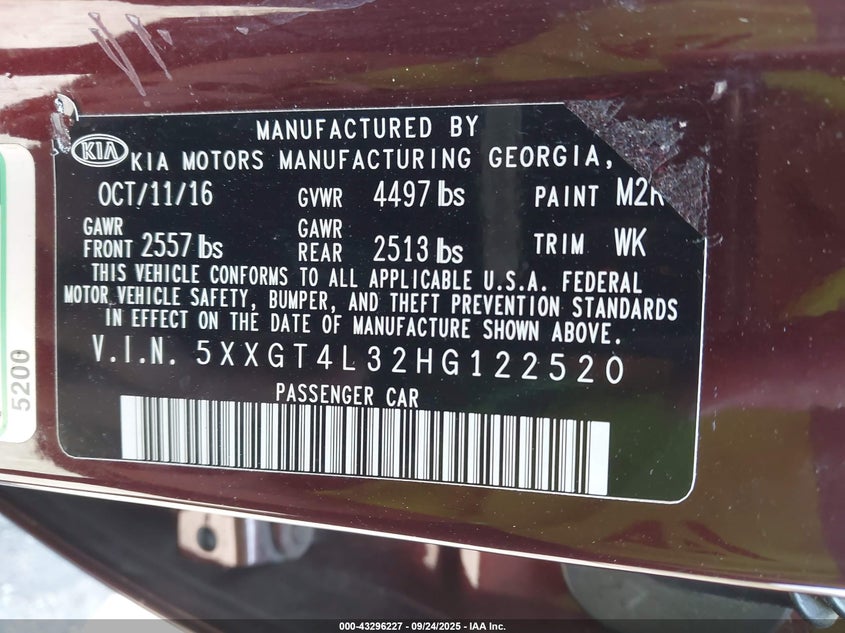 MANUFACTURED BY
KIA KIA MOTORS MANUFACTURING GEORGIA,
OCT/11/16 GVWR 4497 lbs PAINT M2R
GAWR FRONT 2557 lbs GAWR REAR 2513 lbs TRIM WK
THIS VEHICLE CONFORMS TO ALL APPLICABLE U.S.A. FEDERAL
MOTOR VEHICLE SAFETY, BUMPER, AND THEFT PREVENTION STANDARDS
IN EFFECT ON THE DATE OF MANUFACTURE SHOWN ABOVE.
V.I.N. 5XXGT4L32HG122520
PASSENGER CAR
5200
000-43296227 - 09/24/2025 - IAA Inc.